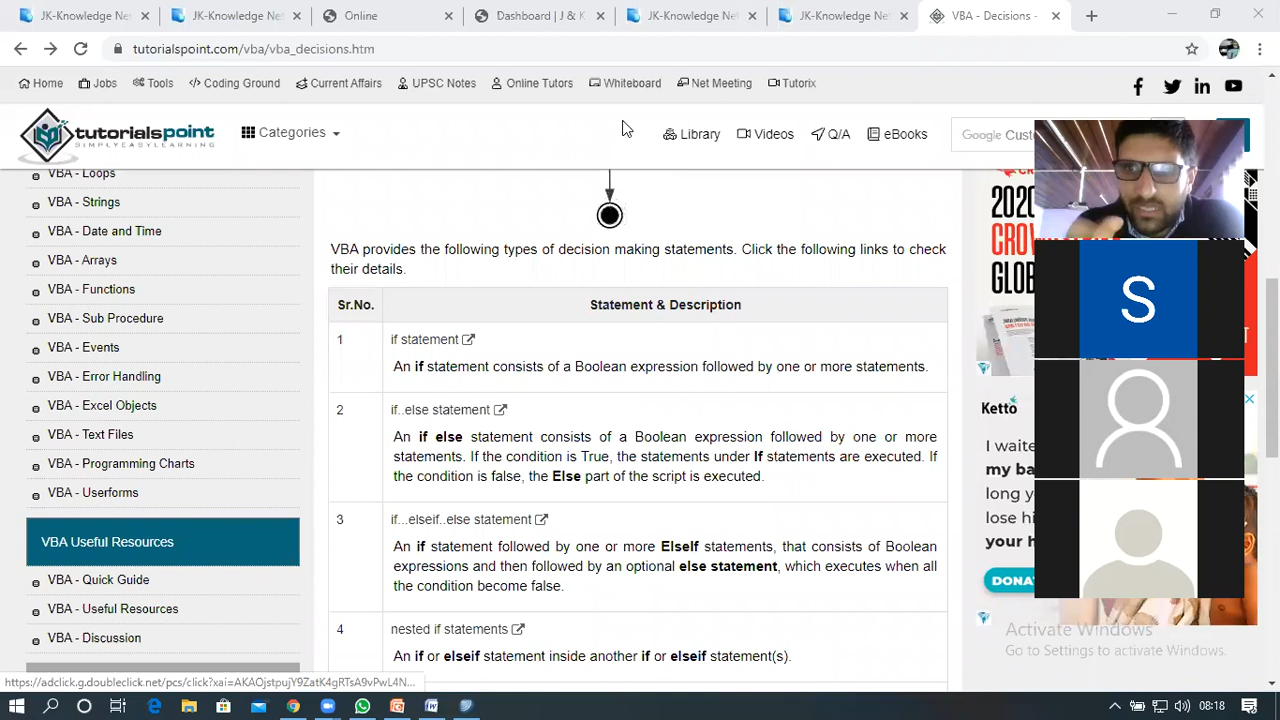 JK-Knowledge Ne
JK-Knowledge Ne
Online
Dashboard | J & K
JK-Knowledge Ne
JK-Knowledge Ne
VBA - Decisions -
tutorialspoint.com/vba/vba_decisions.htm
Home
Jobs
Tools
Coding Ground
Current Affairs
UPSC Notes
Online Tutors
Whiteboard
Net Meeting
Tutorix
tutorialspoint
SIMPLYEASYLEARNING
Categories
Library
Videos
Q/A
eBooks
Google Custo
VBA - Loops
VBA - Strings
VBA - Date and Time
VBA - Arrays
VBA - Functions
VBA - Sub Procedure
VBA - Events
VBA - Error Handling
VBA - Excel Objects
VBA - Text Files
VBA - Programming Charts
VBA - Userforms
VBA Useful Resources
VBA - Quick Guide
VBA - Useful Resources
VBA - Discussion
VBA provides the following types of decision making statements. Click the following links to check
their details.
Sr.No.
Statement & Description
1
if statement
An if statement consists of a Boolean expression followed by one or more statements.
2
if..else statement
An if else statement consists of a Boolean expression followed by one or more
statements. If the condition is True, the statements under If statements are executed. If
the condition is false, the Else part of the script is executed.
3
if...elseif..else statement
An if statement followed by one or more ElseIf statements, that consists of Boolean
expressions and then followed by an optional else statement, which executes when all
the condition become false.
4
nested if statements
An if or elseif statement inside another if or elseif statement(s).
2020
CROW
GLOB
S
Ketto
I waite
my ba
long y
lose hi
your h
DONA
Activate Windows
Go to Settings to activate Windows.
https://adclick.g.doubleclick.net/pcs/click?xai=AKAOjstpujY9ZatK4gRTsA9vPwL4N...
08:18